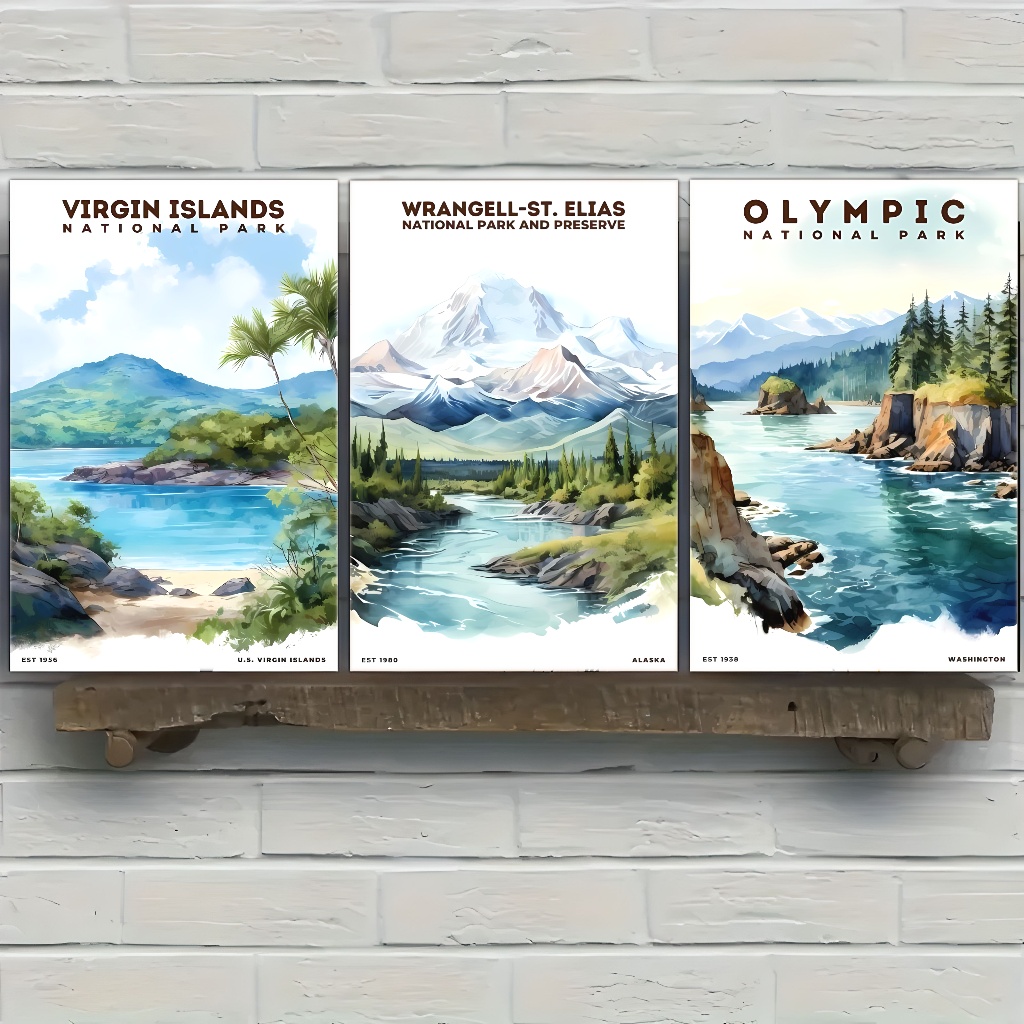 VIRGIN ISLANDS
NATIONAL PARK
EST 1956
U.S. VIRGIN ISLANDS
WRANGELL-ST. ELIAS
NATIONAL PARK AND PRESERVE
EST 1980
ALASKA
OLYMPIC
NATIONAL PARK
EST 1938
WASHINGTON